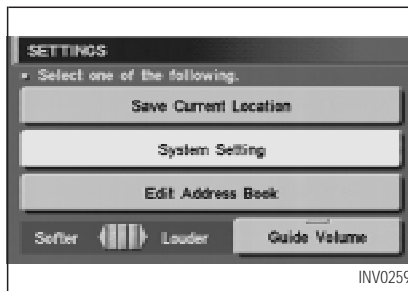 SETTINGS
Select one of the following.
Save Current Location
System Setting
Edit Address Book
Softer Louder Guide Volume
INV0259